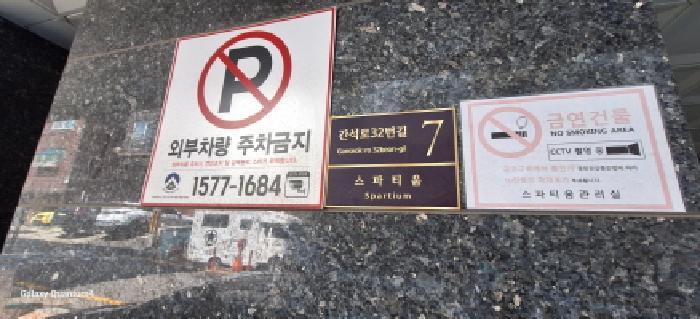 P
외부차량 주차금지
1577-1684
간석로32번길
7
Ganseok-ro 32beon-gil
스파티움
Spartium
금연건물
NO SMOKING AREA
CCTV 촬영 중
스파티움관리실
Galaxy Quantum4